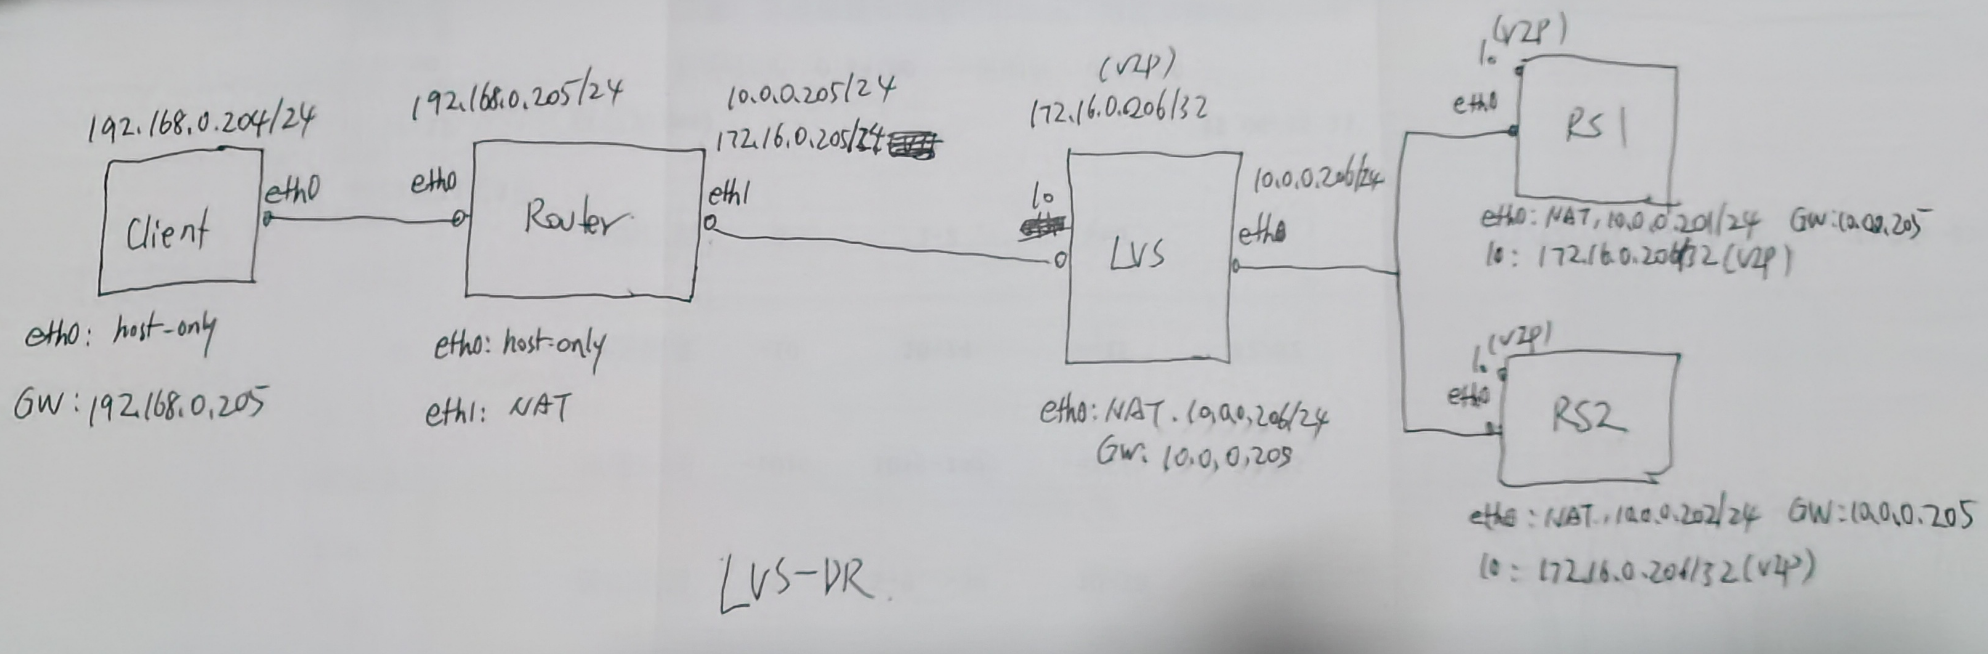 192.168.0.204/24
Client
eth0
eth0: host-only
GW: 192.168.0.205
192.168.0.205/24
eth0
Router
eth0: host-only
eth1: NAT
10.0.0.205/24
172.16.0.205/24
eth1
(VIP)
172.16.0.206/32
lo
LVS
10.0.0.206/24
eth0
eth0: NAT. 10.0.0.206/24
GW: 10.0.0.205
(VIP)
lo
eth0
RS1
eth0: NAT, 10.0.0.201/24 GW: 10.0.0.205
lo: 172.16.0.206/32 (VIP)
(VIP)
lo
eth0
RS2
eth0: NAT, 10.0.0.202/24 GW: 10.0.0.205
lo: 172.16.0.206/32 (VIP)
LVS-DR